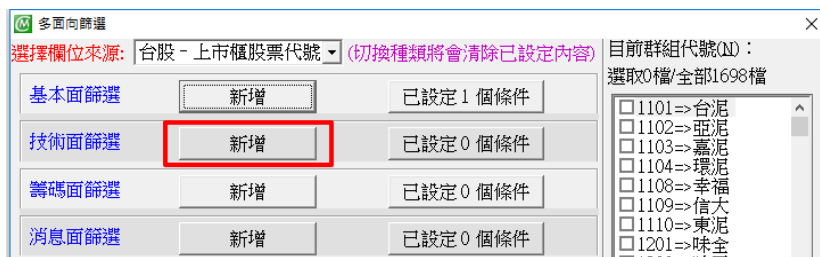 多面向篩選
選擇欄位來源: 台股 - 上市櫃股票代號 (切換種類將會清除已設定內容)
基本面篩選 新增 已設定 1 個條件
技術面篩選 新增 已設定 0 個條件
籌碼面篩選 新增 已設定 0 個條件
消息面篩選 新增 已設定 0 個條件
目前群組代號(N)：
選取0檔/全部1698檔
1101=>台泥
1102=>亞泥
1103=>嘉泥
1104=>環泥
1108=>幸福
1109=>信大
1110=>東泥
1201=>味全